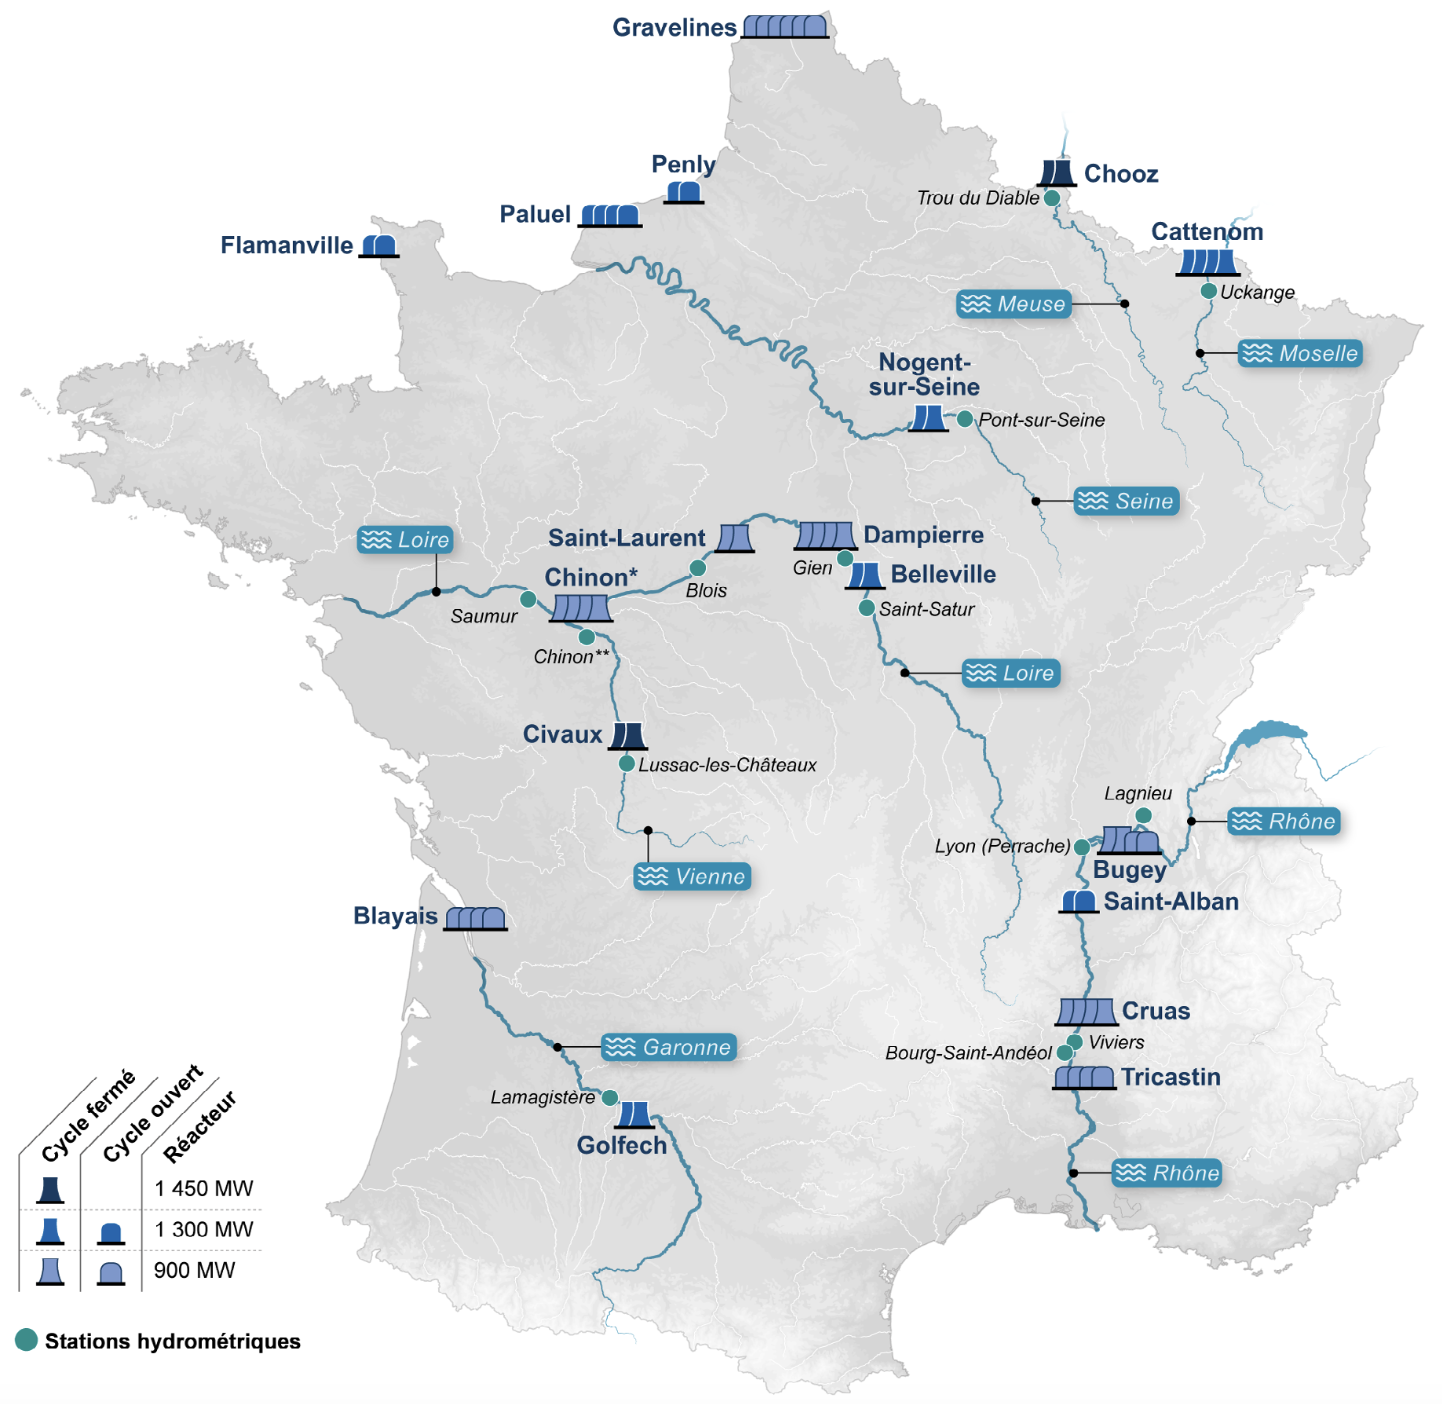 Gravelines
Penly
Chooz
Trou du Diable
Paluel
Cattenom
Flamanville
Uckange
Meuse
Moselle
Nogent-
sur-Seine
Pont-sur-Seine
Seine
Loire
Saint-Laurent
Dampierre
Gien
Belleville
Chinon*
Blois
Saumur
Saint-Satur
Chinon**
Loire
Civaux
Lussac-les-Châteaux
Lagnieu
Rhône
Lyon (Perrache)
Bugey
Vienne
Saint-Alban
Blayais
Cruas
Viviers
Garonne
Bourg-Saint-Andéol
Tricastin
Lamagistère
Golfech
Rhône
Cycle fermé
Cycle ouvert
Réacteur
1 450 MW
1 300 MW
900 MW
Stations hydrométriques